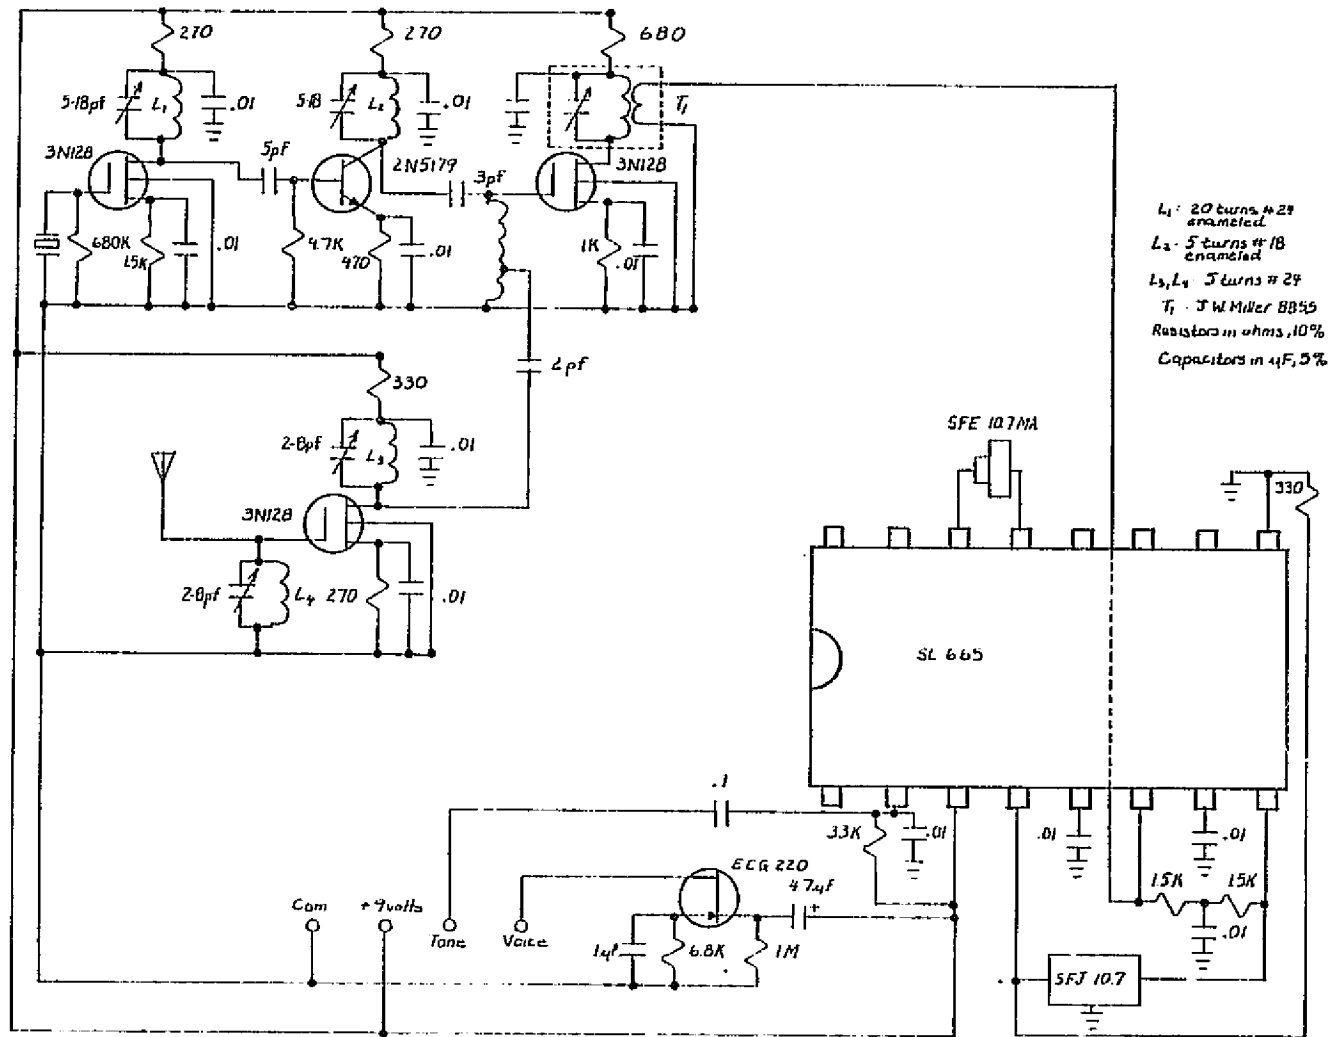 270
270
680
5-18pf
L1
.01
5-18
L2
.01
T1
3N128
5pF
2N5179
3pf
3N128
680K
1.5K
.01
4.7K
470
.01
1K
.01
L1: 20 turns #24
enameled
L2. 5 turns #18
enameled
L3,L4. 5 turns #24
T1. J W Miller 8855
Resistors in ohms, 10%
Capacitors in µF, 5%
330
2pf
2-8pf
L3
.01
SFE 10.7MA
330
3N128
2-8pf
L4
270
.01
SL 665
.1
33K
.01
.01
.01
ECG 220
47µF
15K
15K
Com
+9volts
Tone
Voice
1µf
6.8K
1M
.01
SFJ 10.7